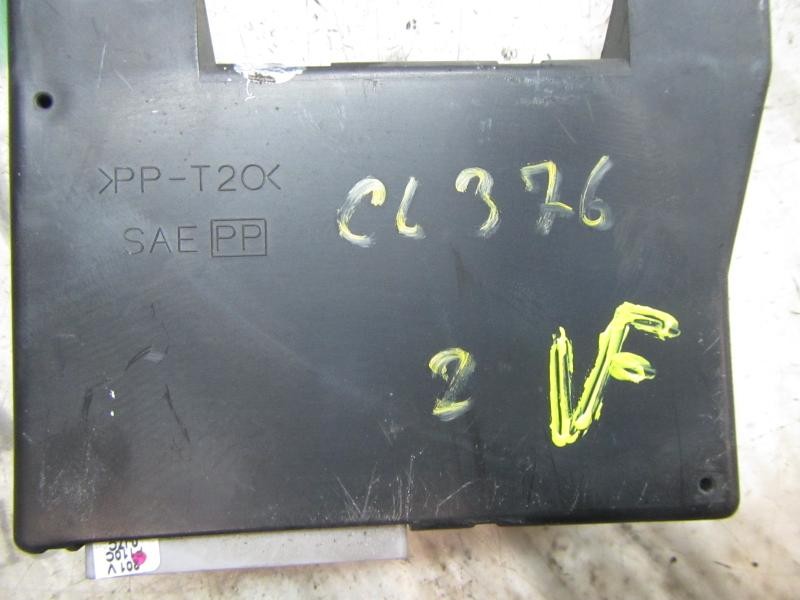 >PP-T20<
SAE PP
CL376
2 VF